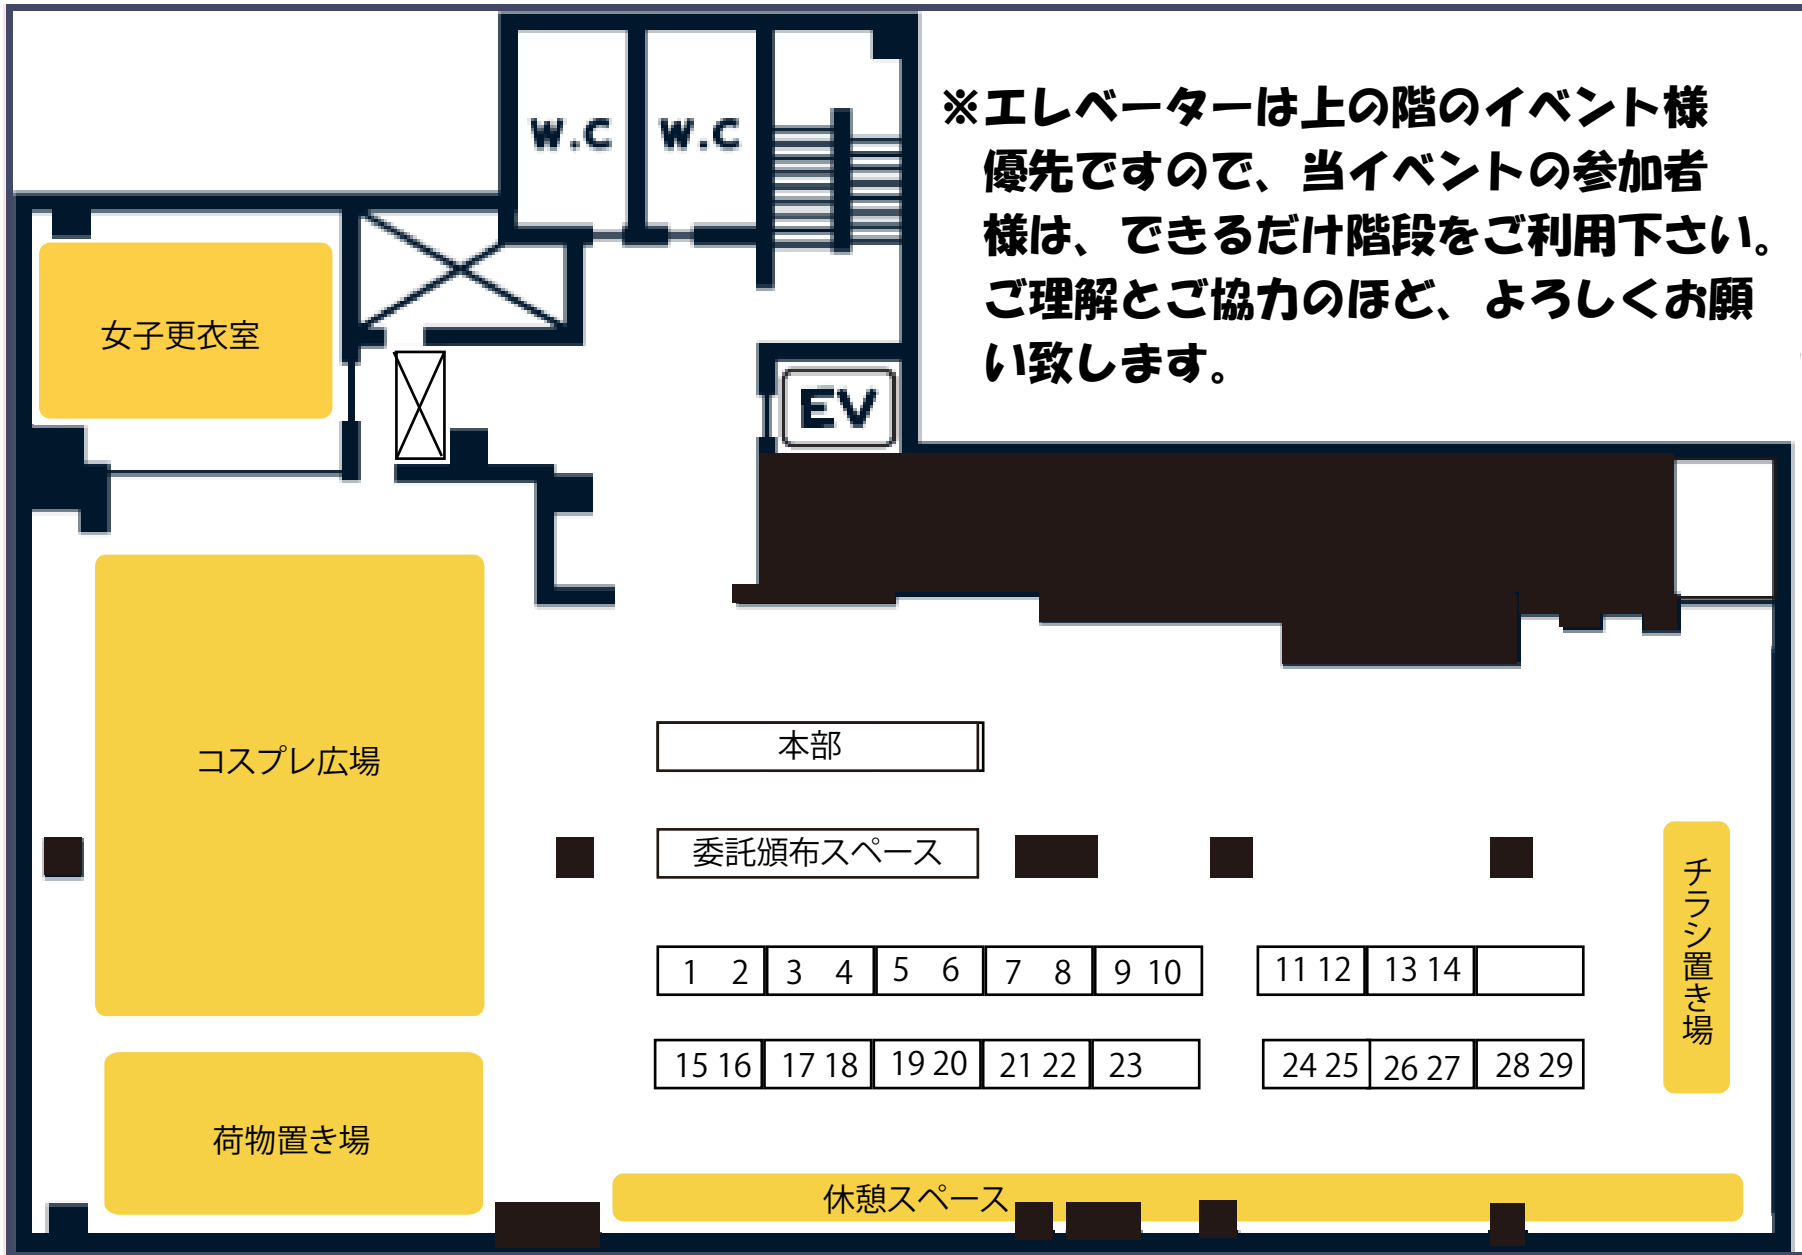 W.C W.C
※エレベーターは上の階のイベント様
優先ですので、当イベントの参加者
様は、できるだけ階段をご利用下さい。
ご理解とご協力のほど、よろしくお願
い致します。
女子更衣室
EV
コスプレ広場
本部
委託頒布スペース
チラシ置き場
1 2 3 4 5 6 7 8 9 10 11 12 13 14
15 16 17 18 19 20 21 22 23 24 25 26 27 28 29
荷物置き場
休憩スペース